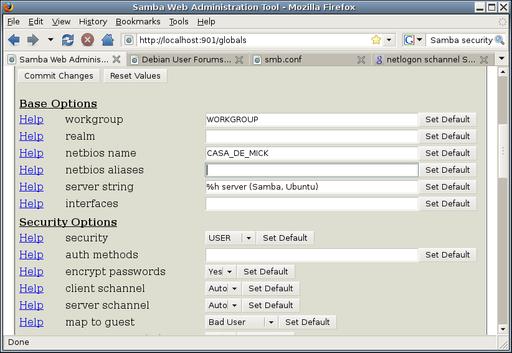 Samba Web Administration Tool - Mozilla Firefox
File Edit View History Bookmarks Tools Help
http://localhost:901/globals Samba security
Samba Web Adminis... Debian User Forums... smb.conf netlogon schannel S...
Commit Changes Reset Values
Base Options
Help workgroup WORKGROUP Set Default
Help realm Set Default
Help netbios name CASA_DE_MICK Set Default
Help netbios aliases Set Default
Help server string %h server (Samba, Ubuntu) Set Default
Help interfaces Set Default
Security Options
Help security USER Set Default
Help auth methods Set Default
Help encrypt passwords Yes Set Default
Help client schannel Auto Set Default
Help server schannel Auto Set Default
Help map to guest Bad User Set Default
Done